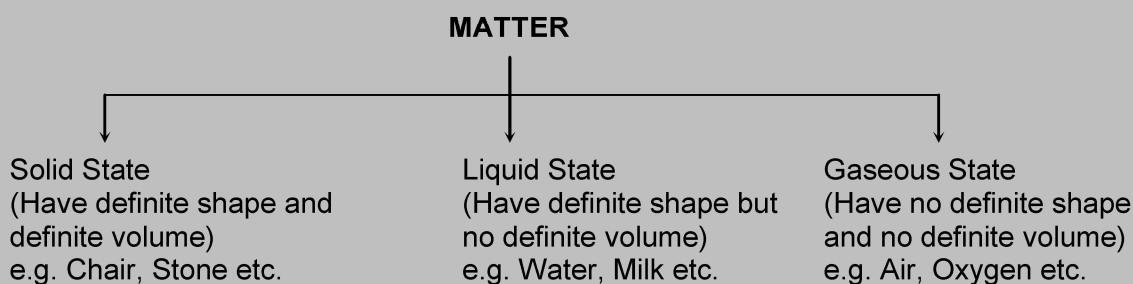 MATTER
Solid State
(Have definite shape and
definite volume)
e.g. Chair, Stone etc.
Liquid State
(Have definite shape but
no definite volume)
e.g. Water, Milk etc.
Gaseous State
(Have no definite shape
and no definite volume)
e.g. Air, Oxygen etc.